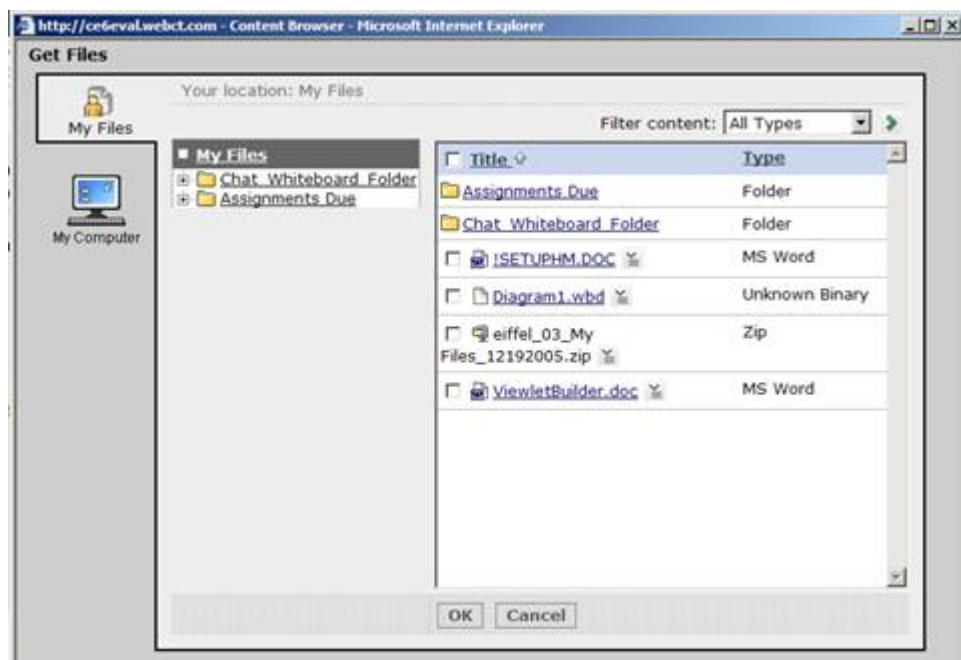 http://ce6eval.webct.com - Content Browser - Microsoft Internet Explorer
Get Files
My Files
My Computer
Your location: My Files
Filter content: All Types
My Files
Chat_Whiteboard_Folder
Assignments Due
Title Type
Assignments Due Folder
Chat_Whiteboard_Folder Folder
!SETUPHM.DOC MS Word
Diagram1.wbd Unknown Binary
eiffel_03_My Zip
Files_12192005.zip
ViewletBuilder.doc MS Word
OK Cancel